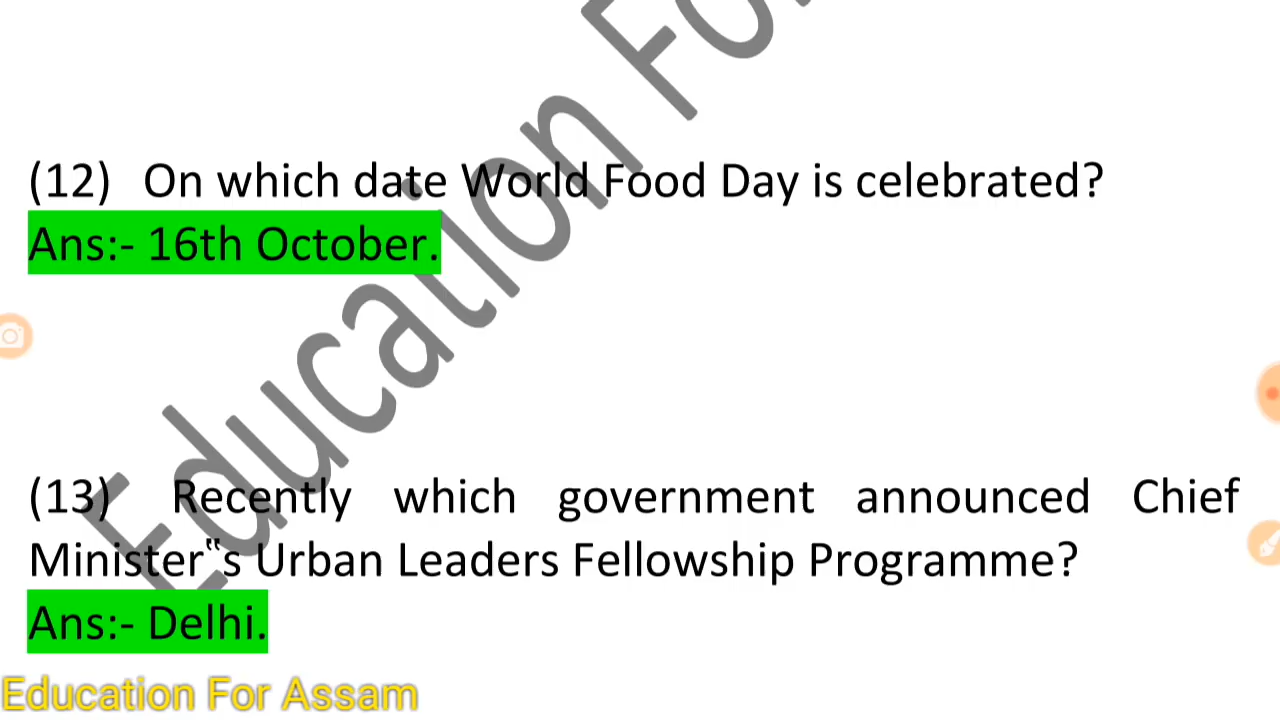 Education For
(12) On which date World Food Day is celebrated?
Ans:- 16th October.
(13) Recently which government announced Chief
Minister‟s Urban Leaders Fellowship Programme?
Ans:- Delhi.
Education For Assam